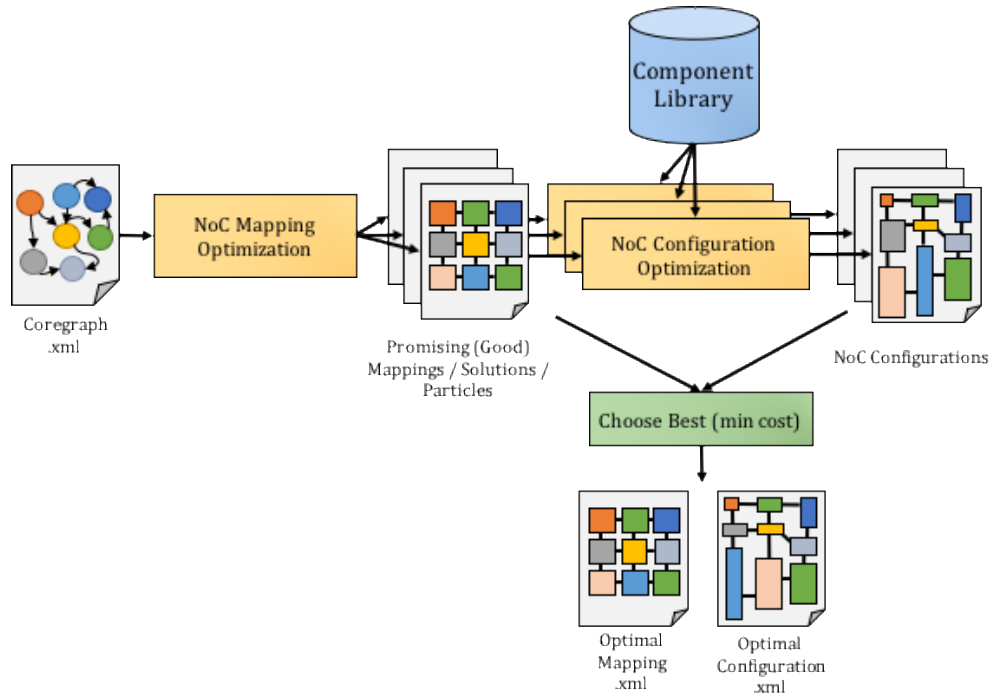 Component
Library
NoC Mapping
Optimization
NoC Configuration
Optimization
Coregraph
.xml
Promising (Good)
Mappings / Solutions /
Particles
NoC Configurations
Choose Best (min cost)
Optimal
Mapping
.xml
Optimal
Configuration
.xml